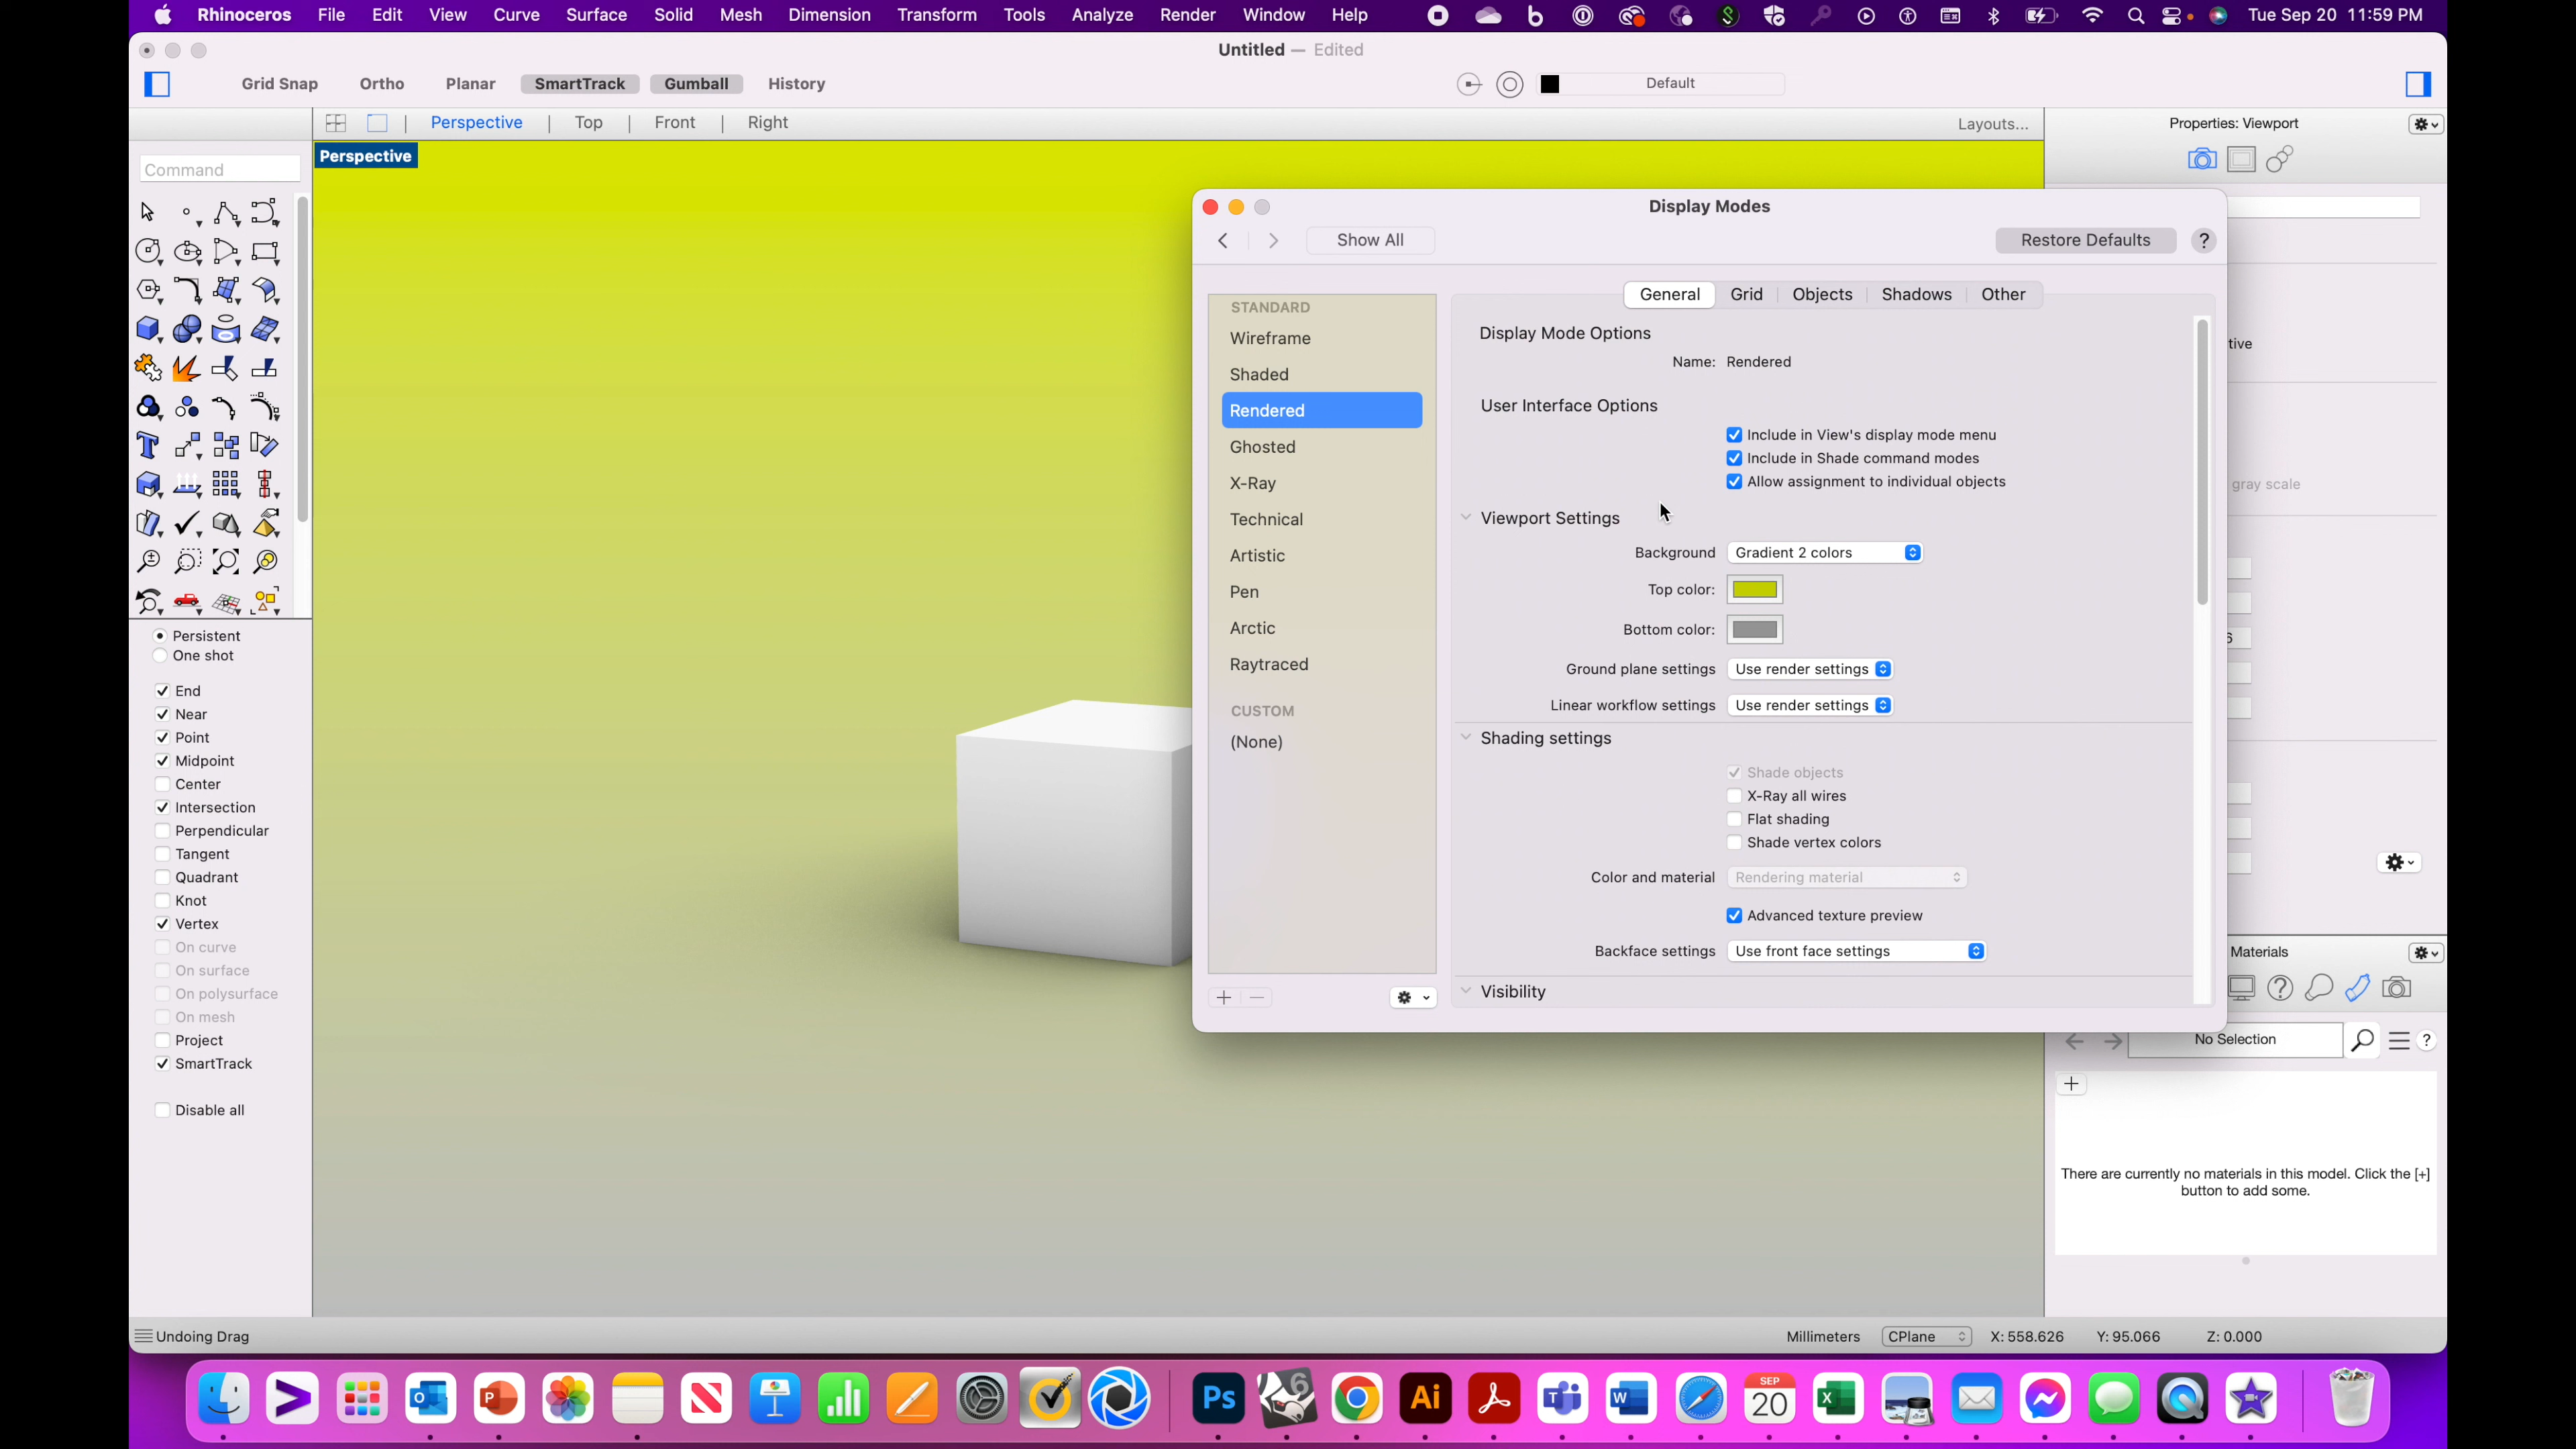 Rhinoceros File Edit View Curve Surface Solid Mesh Dimension Transform Tools Analyze Render Window Help Tue Sep 20 11:59 PM
Untitled — Edited
Grid Snap Ortho Planar SmartTrack Gumball History Default
Perspective Top Front Right Layouts... Properties: Viewport
Perspective
Command
Display Modes
Show All Restore Defaults ?
STANDARD
Wireframe
Shaded
Rendered
Ghosted
X-Ray
Technical
Artistic
Pen
Arctic
Raytraced
CUSTOM
(None)
General Grid Objects Shadows Other
Display Mode Options
Name: Rendered
User Interface Options
Include in View's display mode menu
Include in Shade command modes
Allow assignment to individual objects
Viewport Settings
Background Gradient 2 colors
Top color:
Bottom color:
Ground plane settings Use render settings
Linear workflow settings Use render settings
Shading settings
Shade objects
X-Ray all wires
Flat shading
Shade vertex colors
Color and material Rendering material
Advanced texture preview
Backface settings Use front face settings
Visibility
tive
gray scale
6
Persistent
One shot
End
Near
Point
Midpoint
Center
Intersection
Perpendicular
Tangent
Quadrant
Knot
Vertex
On curve
On surface
On polysurface
On mesh
Project
SmartTrack
Disable all
Materials
No Selection
There are currently no materials in this model. Click the [+]
button to add some.
Undoing Drag Millimeters CPlane X: 558.626 Y: 95.066 Z: 0.000
Ps 6 Ai SEP
20